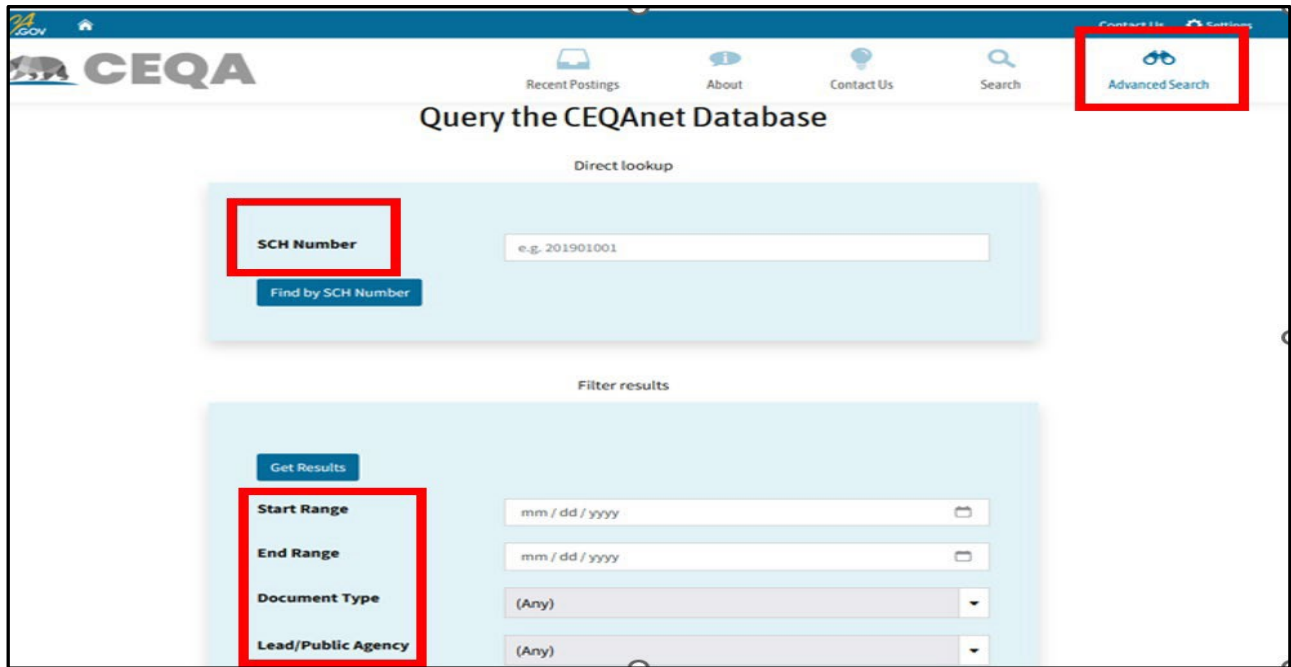 CA
.GOV
Contact Us Settings
CEQA
Recent Postings About Contact Us Search Advanced Search
Query the CEQAnet Database
Direct lookup
SCH Number e.g. 201901001
Find by SCH Number
Filter results
Get Results
Start Range mm / dd / yyyy
End Range mm / dd / yyyy
Document Type (Any)
Lead/Public Agency (Any)